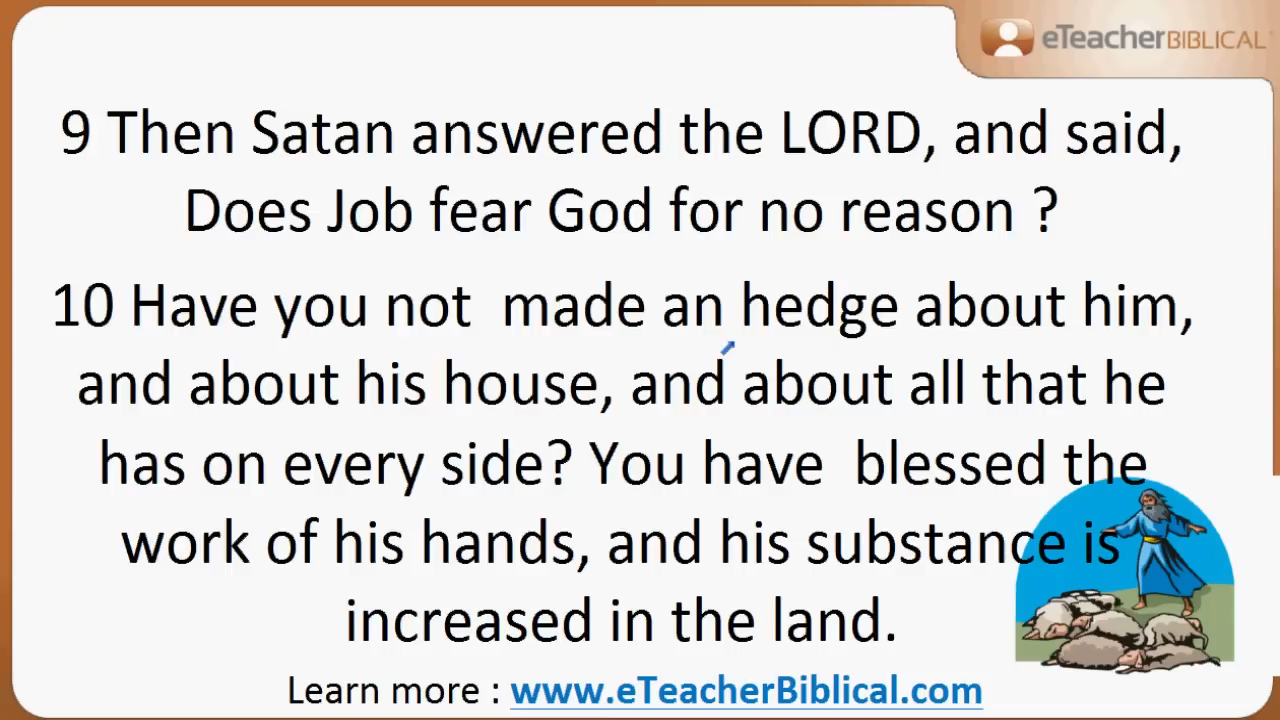 eTeacherBIBLICAL
9 Then Satan answered the LORD, and said,
Does Job fear God for no reason ?
10 Have you not made an hedge about him,
and about his house, and about all that he
has on every side? You have blessed the
work of his hands, and his substance is
increased in the land.
Learn more : www.eTeacherBiblical.com